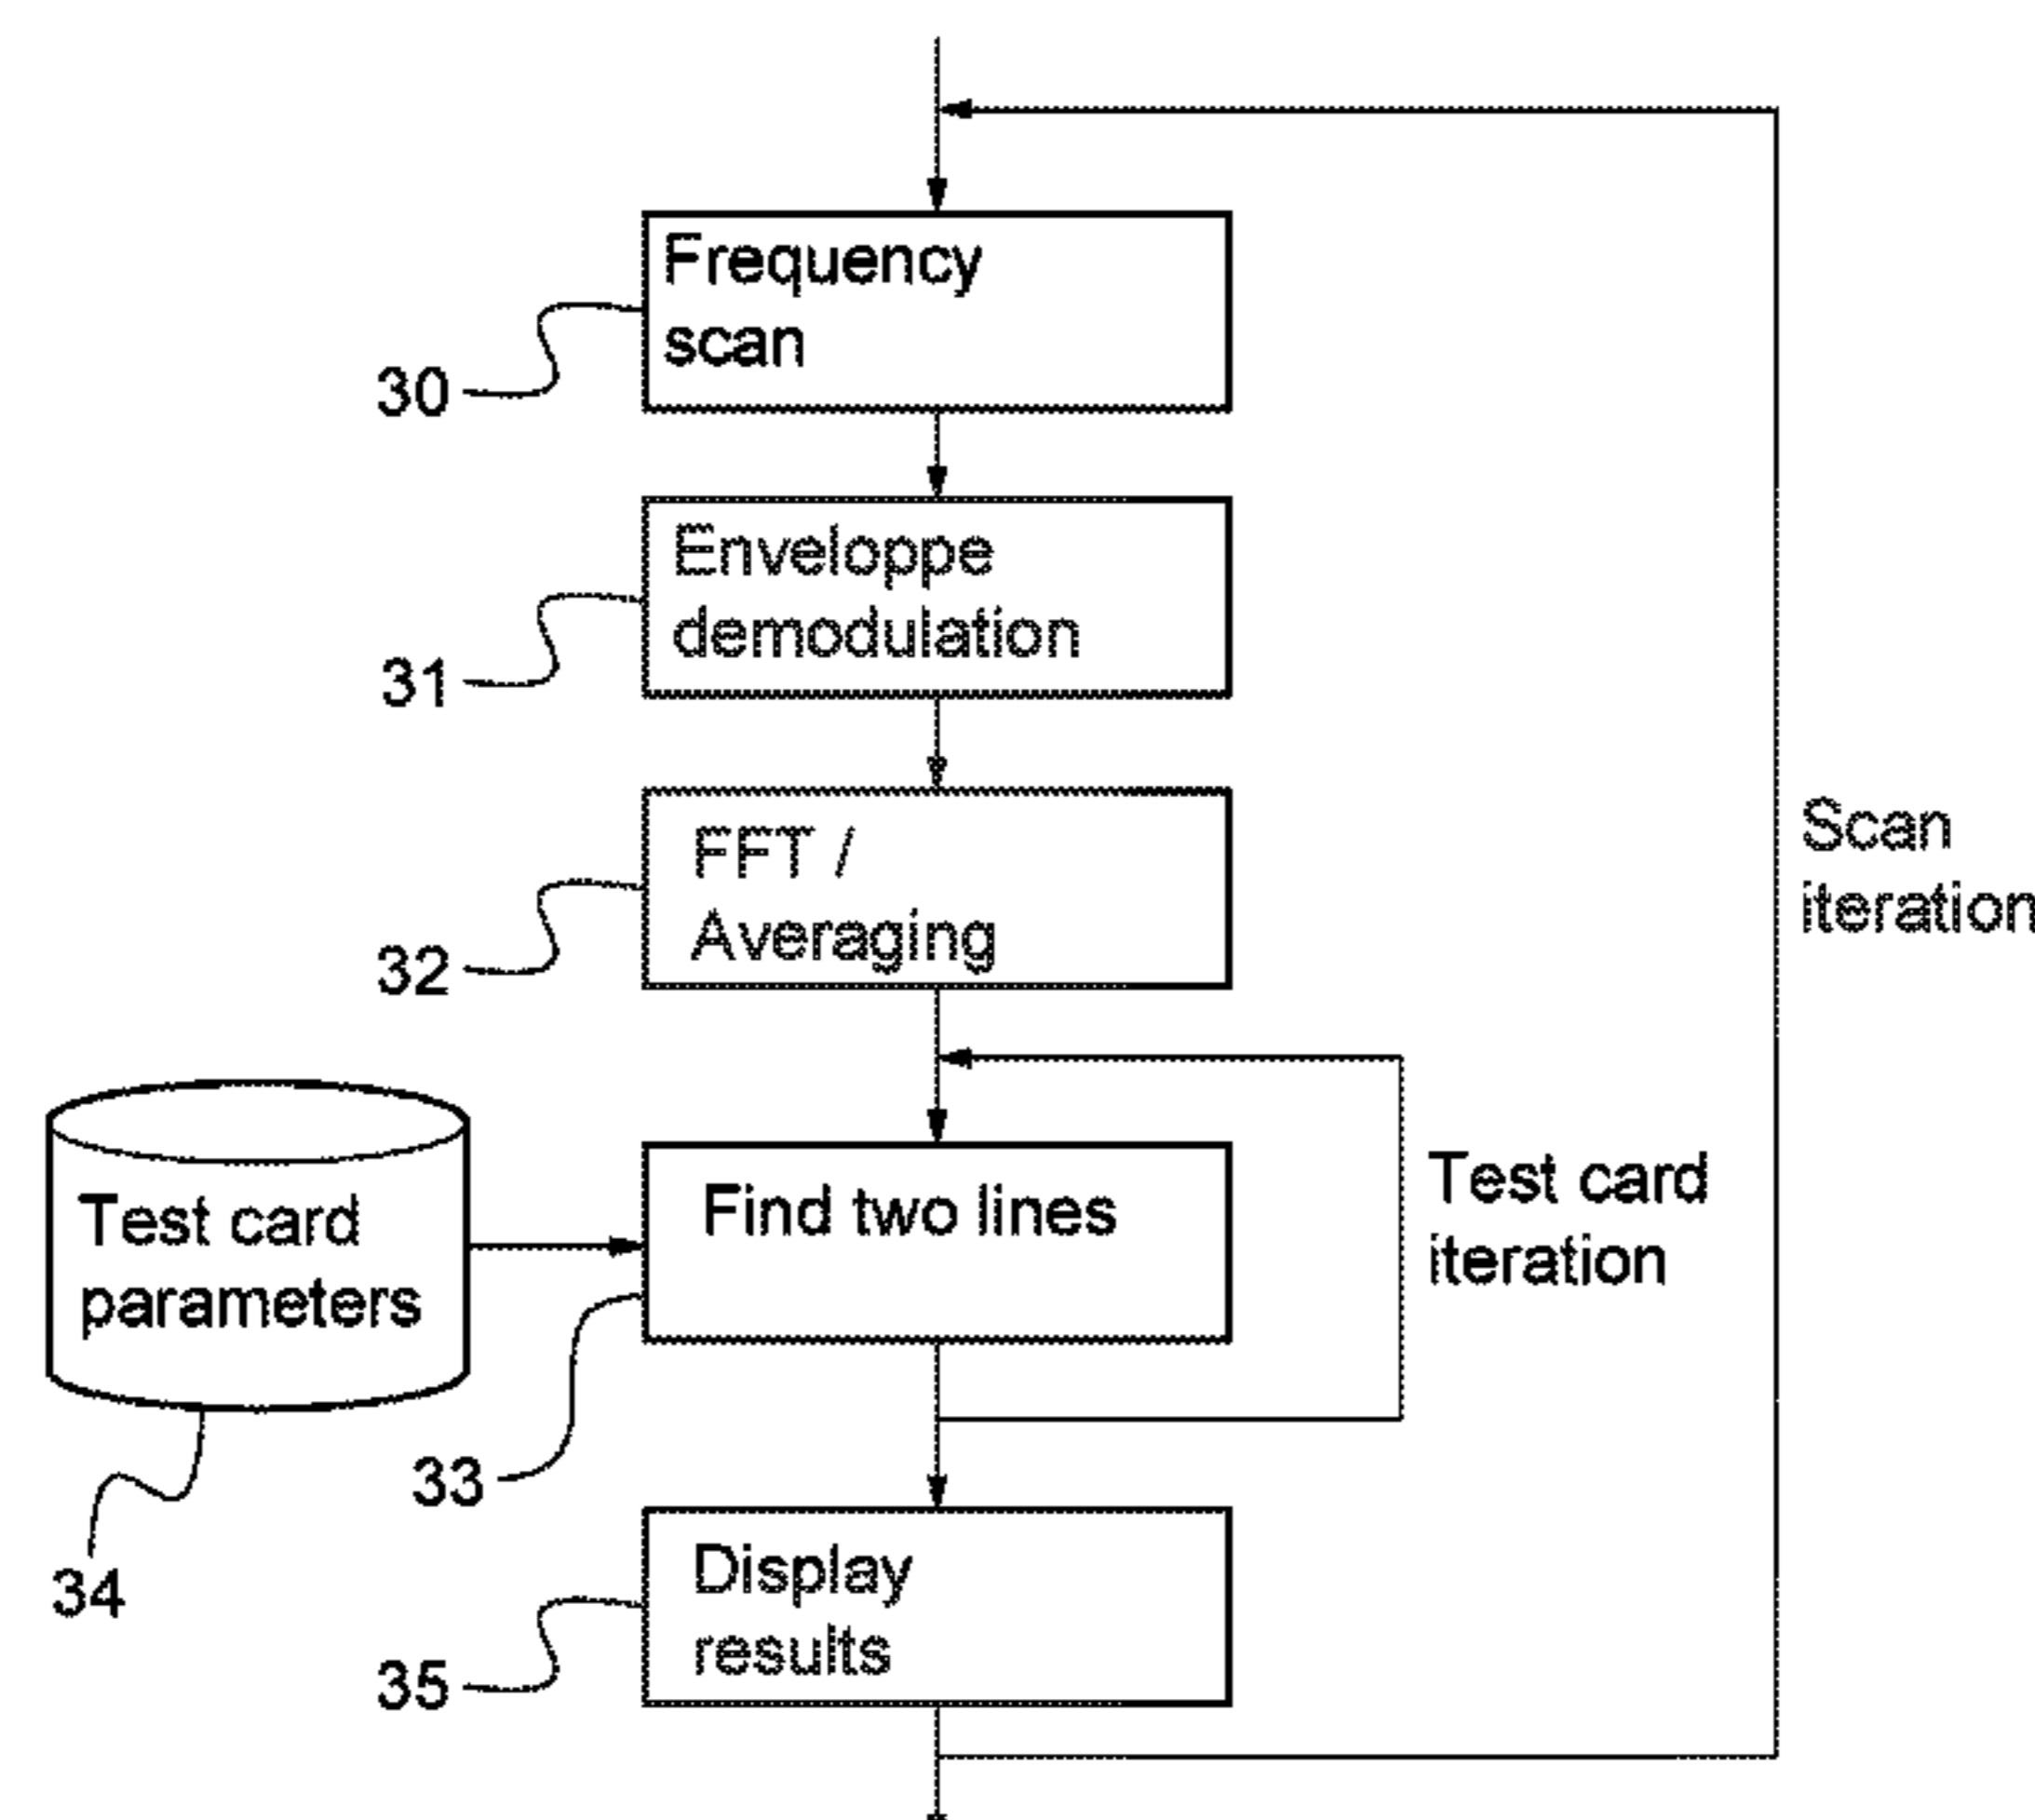 Frequency
scan
30
Enveloppe
demodulation
31
FFT /
Averaging
32
Scan
iteration
Test card
parameters
Find two lines
Test card
iteration
33
34
Display
results
35